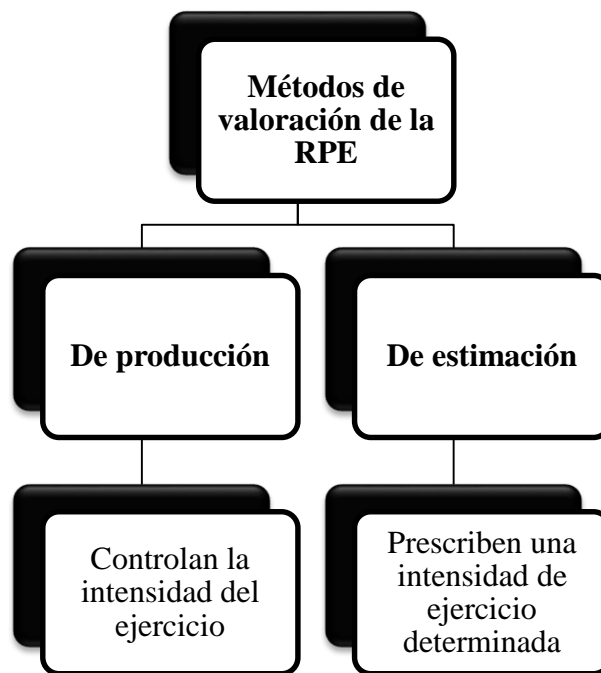 Métodos de
valoración de la
RPE
De producción
De estimación
Controlan la
intensidad del
ejercicio
Prescriben una
intensidad de
ejercicio
determinada